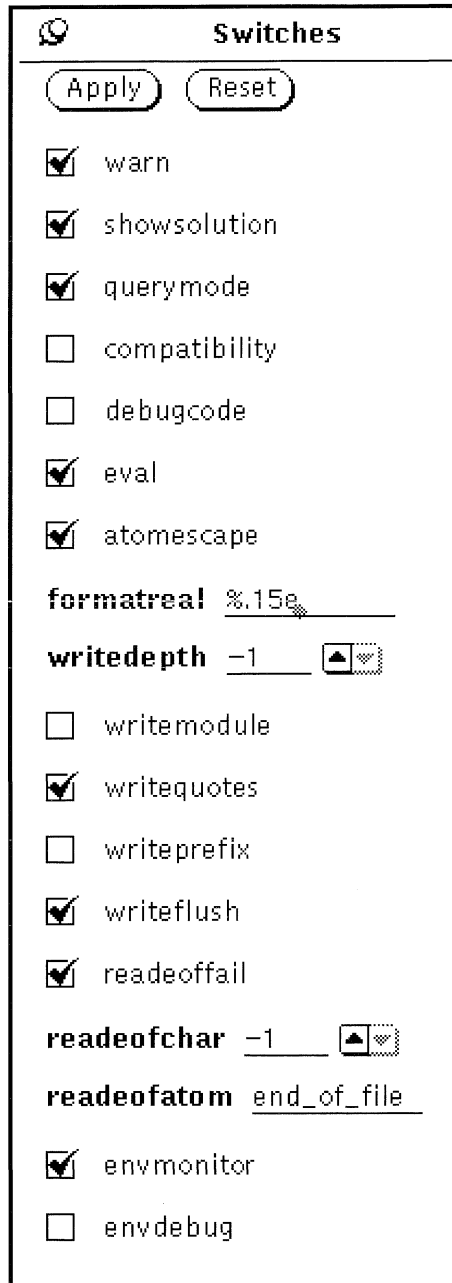 Switches
Apply Reset
warn
showsolution
querymode
compatibility
debugcode
eval
atomescape
formatreal %.15e
writedepth -1
writemodule
writequotes
writeprefix
writeflush
readeoffail
readeofchar -1
readeofatom end_of_file
envmonitor
envdebug